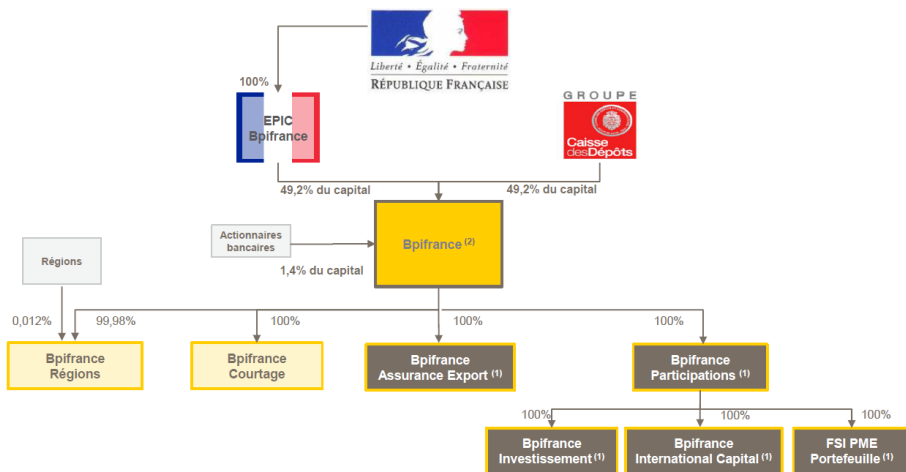 Liberté • Égalité • Fraternité
RÉPUBLIQUE FRANÇAISE
100%
EPIC
Bpifrance
GROUPE
Caisse
desDépôts
49,2% du capital
49,2% du capital
Actionnaires
bancaires
Bpifrance (2)
1,4% du capital
Régions
0,012%
99,98%
100%
100%
100%
Bpifrance
Régions
Bpifrance
Courtage
Bpifrance
Assurance Export (1)
Bpifrance
Participations (1)
100%
100%
100%
Bpifrance
Investissement (1)
Bpifrance
International Capital (1)
FSI PME
Portefeuille (1)